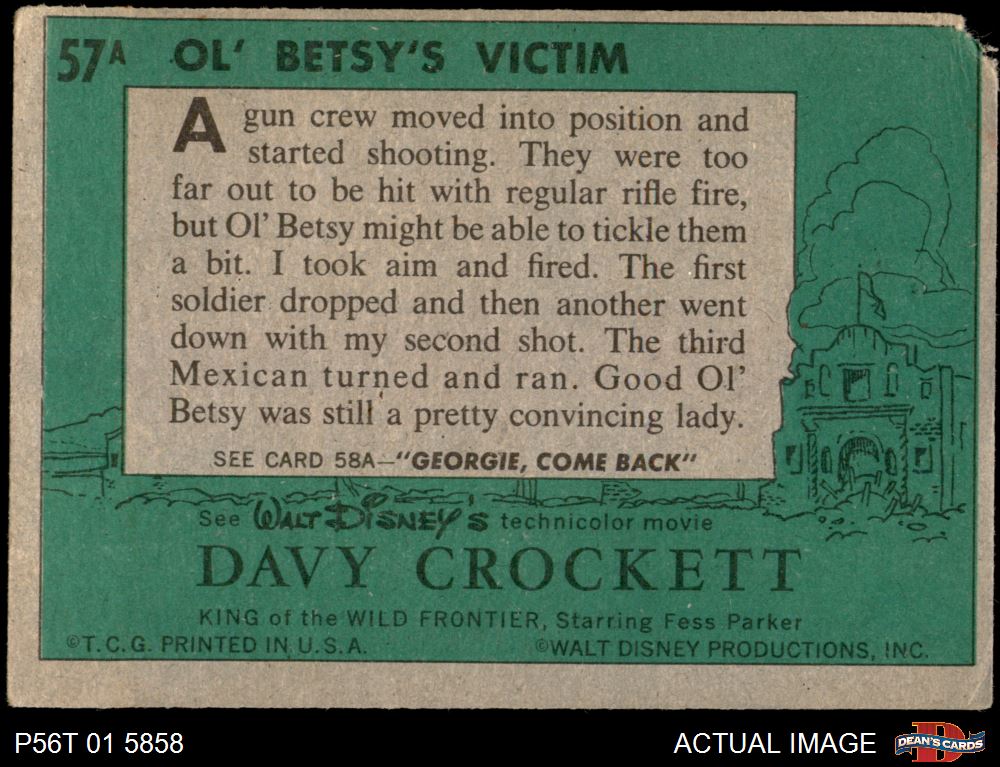 57A OL' BETSY'S VICTIM
A gun crew moved into position and
started shooting. They were too
far out to be hit with regular rifle fire,
but Ol' Betsy might be able to tickle them
a bit. I took aim and fired. The first
soldier dropped and then another went
down with my second shot. The third
Mexican turned and ran. Good Ol'
Betsy was still a pretty convincing lady.
SEE CARD 58A—"GEORGIE, COME BACK"
See WALT DISNEY'S technicolor movie
DAVY CROCKETT
KING of the WILD FRONTIER, Starring Fess Parker
©T.C.G. PRINTED IN U.S.A. ©WALT DISNEY PRODUCTIONS, INC.
P56T 01 5858 ACTUAL IMAGE D DEAN'S CARDS